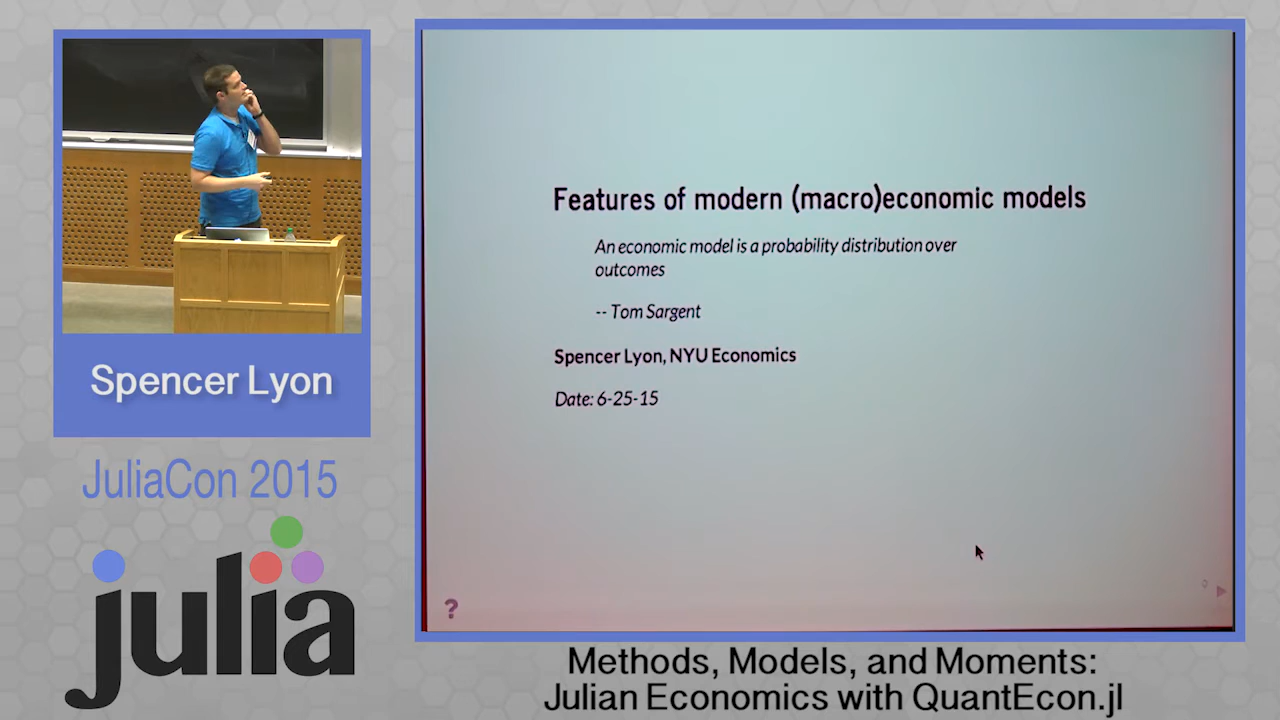 Features of modern (macro)economic models
An economic model is a probability distribution over
outcomes
-- Tom Sargent
Spencer Lyon, NYU Economics
Date: 6-25-15
?
Spencer Lyon
JuliaCon 2015
julia
Methods, Models, and Moments:
Julian Economics with QuantEcon.jl